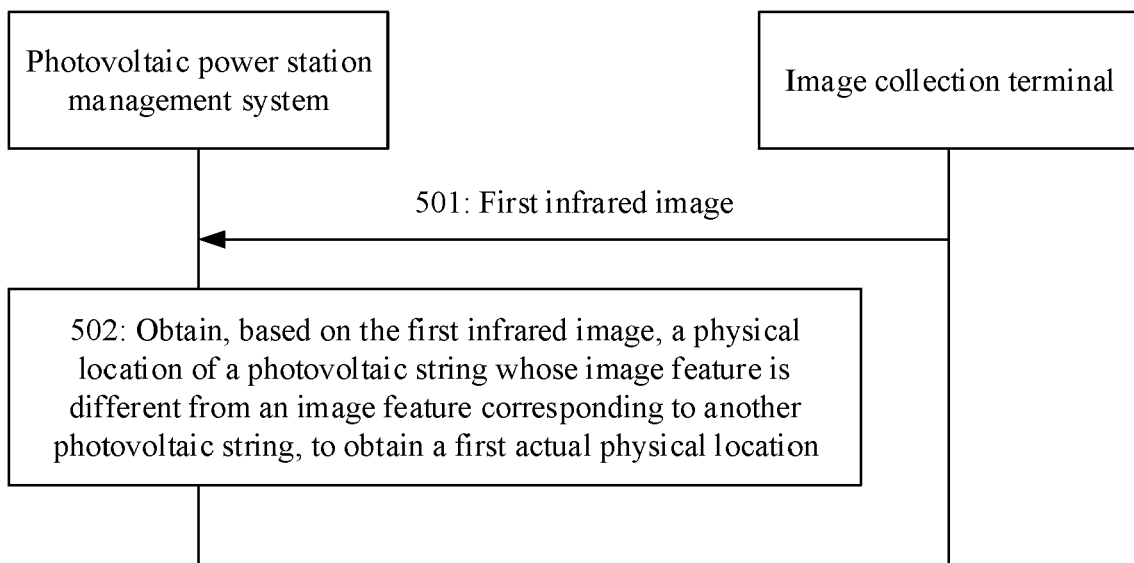 Photovoltaic power station
management system
Image collection terminal
501: First infrared image
502: Obtain, based on the first infrared image, a physical
location of a photovoltaic string whose image feature is
different from an image feature corresponding to another
photovoltaic string, to obtain a first actual physical location